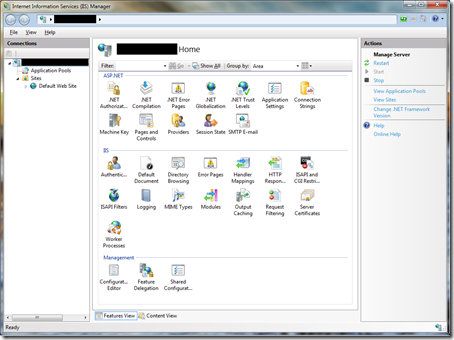 Internet Information Services (IIS) Manager
File View Help
Connections
Application Pools
Sites
Default Web Site
Home
Filter: Go Show All Group by: Area
ASP.NET
.NET Authorizat... .NET Compilation .NET Error Pages .NET Globalization .NET Trust Levels Application Settings Connection Strings
Machine Key Pages and Controls Providers Session State SMTP E-mail
IIS
Authentic... Default Document Directory Browsing Error Pages Handler Mappings HTTP Respon... ISAPI and CGI Restri...
ISAPI Filters Logging MIME Types Modules Output Caching Request Filtering Server Certificates
Worker Processes
Management
Configurat... Editor Feature Delegation Shared Configurat...
Features View Content View
Actions
Manage Server
Restart
Start
Stop
View Application Pools
View Sites
Change .NET Framework Version
Help
Online Help
Ready